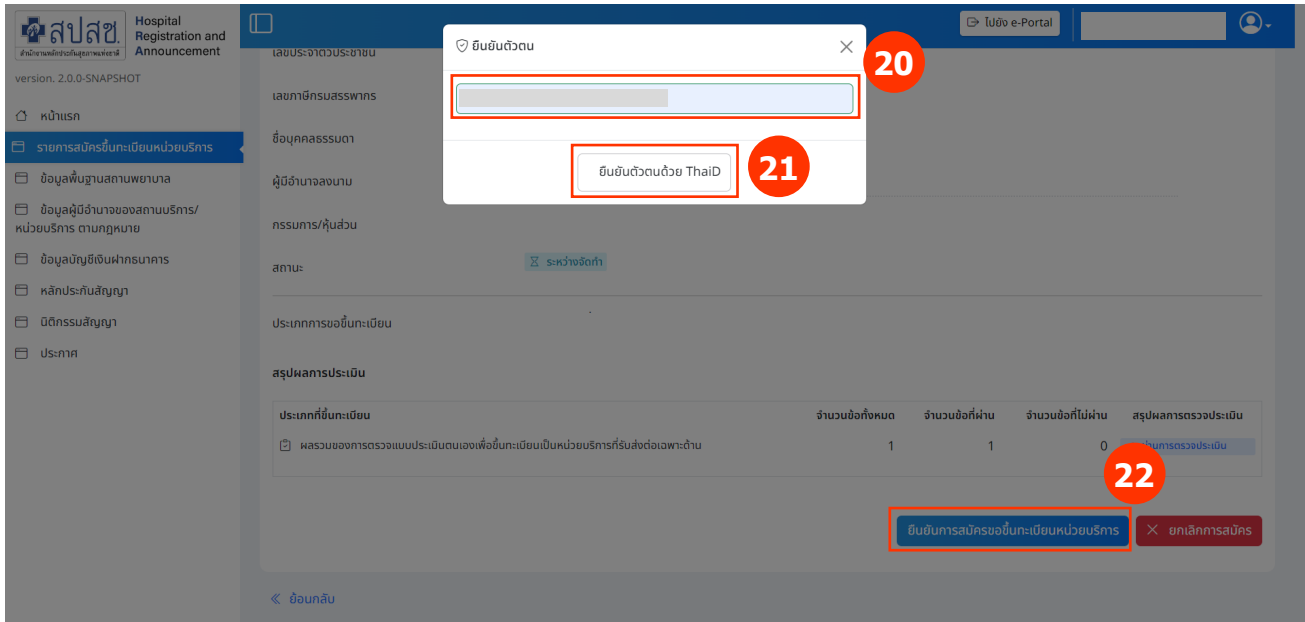 สปสช.
สำนักงานหลักประกันสุขภาพแห่งชาติ
Hospital
Registration and
Announcement
version. 2.0.0-SNAPSHOT
หน้าแรก
รายการสมัครขึ้นทะเบียนหน่วยบริการ
ข้อมูลพื้นฐานสถานพยาบาล
ข้อมูลผู้มีอำนาจของสถานบริการ/
หน่วยบริการ ตามกฎหมาย
ข้อมูลบัญชีเงินฝากธนาคาร
หลักประกันสัญญา
นิติกรรมสัญญา
ประกาศ
ไปยัง e-Portal
ยืนยันตัวตน
20
ยืนยันตัวตนด้วย ThaiD
21
เลขประจำตัวประชาชน
เลขภาษีกรมสรรพากร
ชื่อบุคคลธรรมดา
ผู้มีอำนาจลงนาม
กรรมการ/หุ้นส่วน
สถานะ ระหว่างจัดทำ
ประเภทการขอขึ้นทะเบียน
สรุปผลการประเมิน
ประเภทที่ขึ้นทะเบียน จำนวนข้อทั้งหมด จำนวนข้อที่ผ่าน จำนวนข้อที่ไม่ผ่าน สรุปผลการตรวจประเมิน
ผลรวมของการตรวจแบบประเมินตนเองเพื่อขึ้นทะเบียนเป็นหน่วยบริการที่รับส่งต่อเฉพาะด้าน 1 1 0 ผ่านการตรวจประเมิน
22
ยืนยันการสมัครขอขึ้นทะเบียนหน่วยบริการ ยกเลิกการสมัคร
ย้อนกลับ